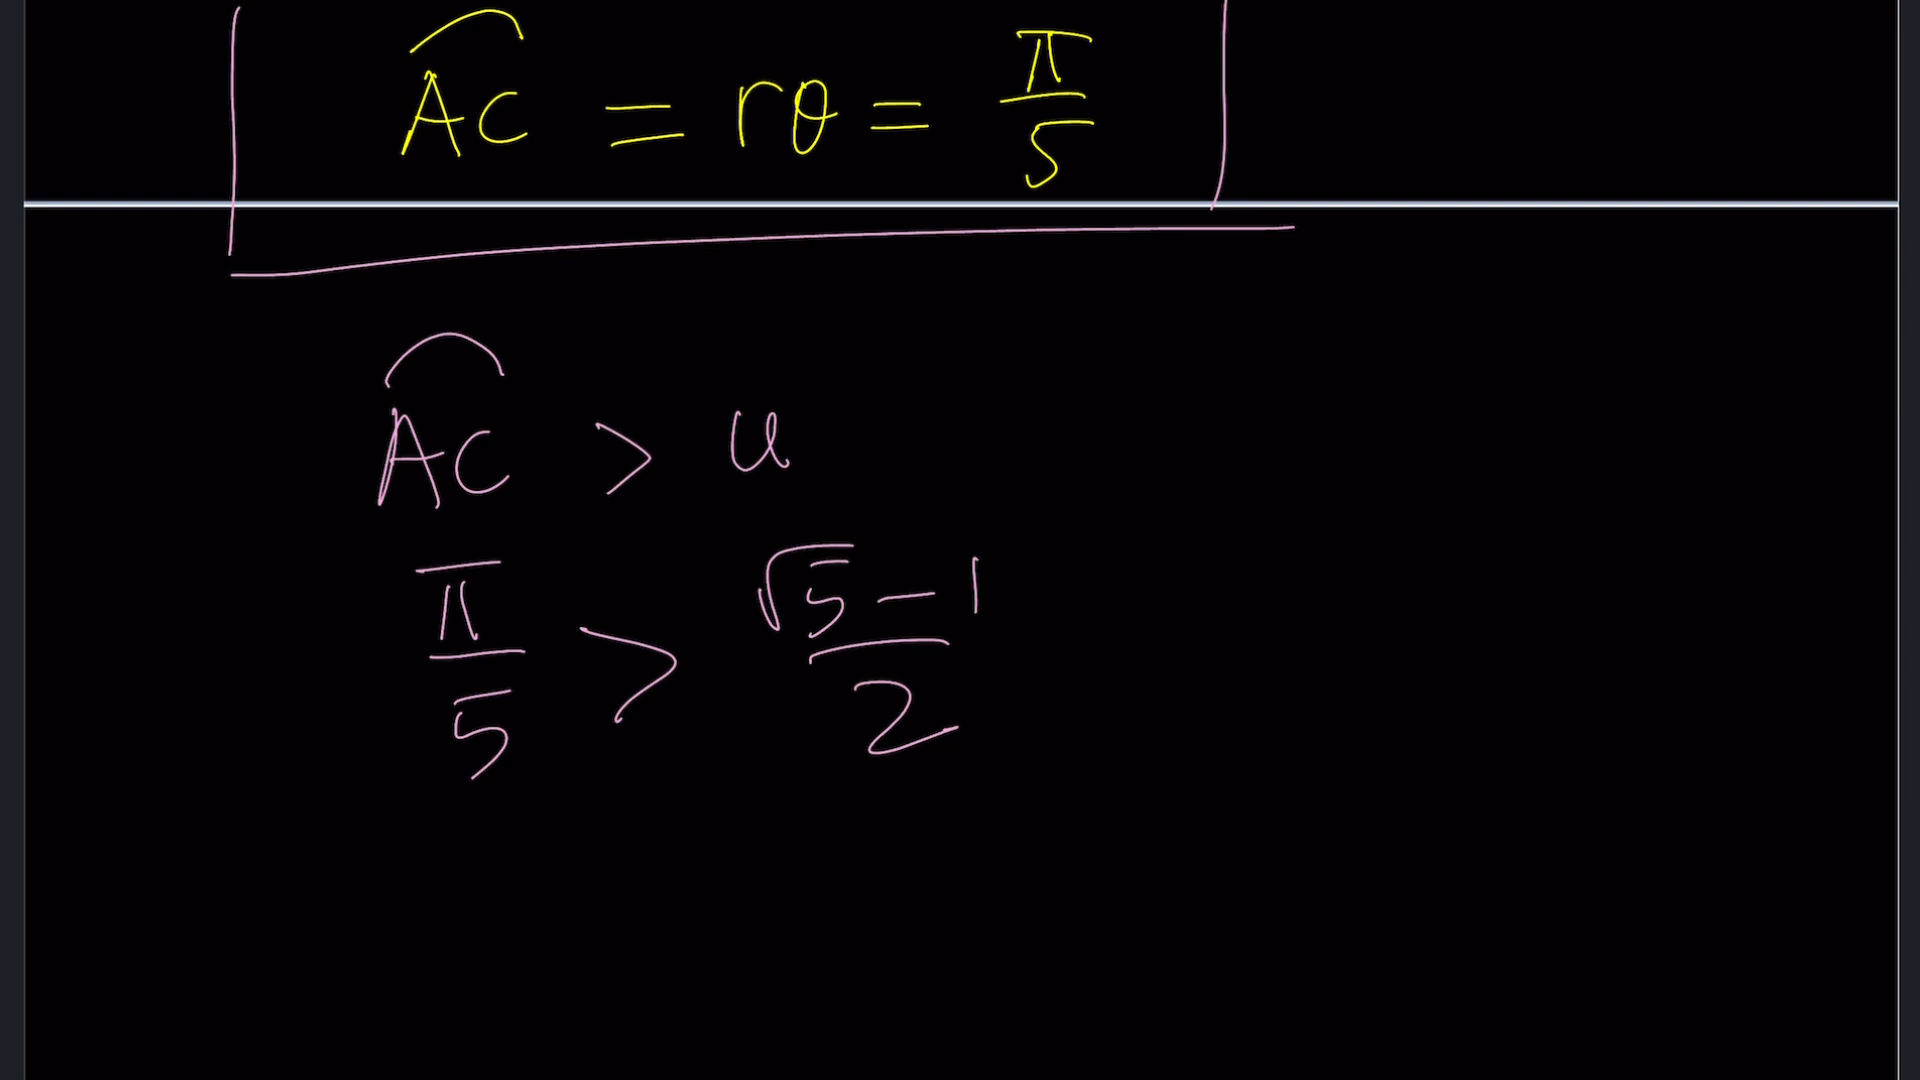 ⌢AC = rθ = π/5
⌢AC > u
π/5 > (√5 − 1)/2